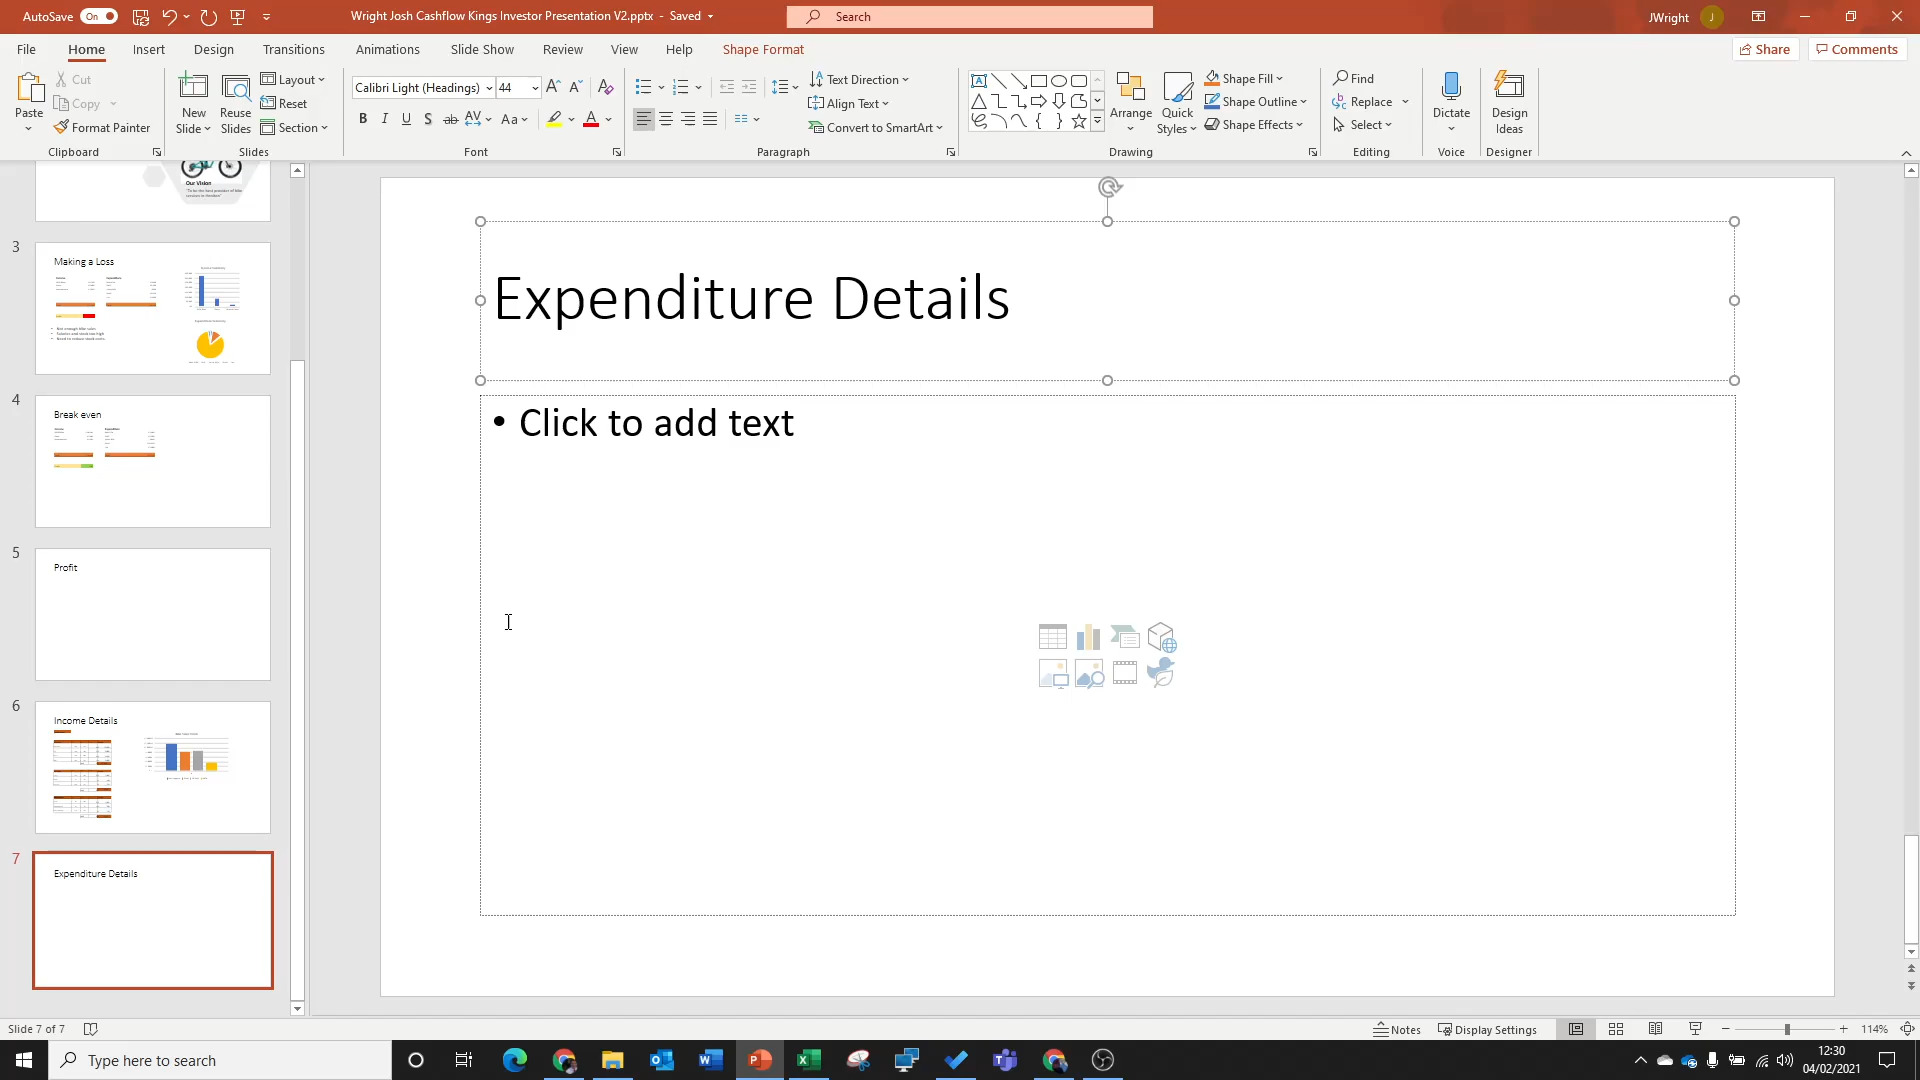 AutoSave On Wright Josh Cashflow Kings Investor Presentation V2.pptx - Saved Search JWright J
File Home Insert Design Transitions Animations Slide Show Review View Help Shape Format Share Comments
Paste Cut Copy Format Painter
Clipboard
New Slide Reuse Slides Layout Reset Section
Slides
Calibri Light (Headings) 44
B I U S ab AV Aa A
Font
Text Direction
Align Text
Convert to SmartArt
Paragraph
Arrange Quick Styles
Shape Fill
Shape Outline
Shape Effects
Drawing
Find
Replace
Select
Editing
Dictate
Voice
Design Ideas
Designer
Our Vision
3
Making a Loss
4
Break even
5
Profit
6
Income Details
7
Expenditure Details
Expenditure Details
• Click to add text
Slide 7 of 7 Notes Display Settings 114%
Type here to search
12:30
04/02/2021